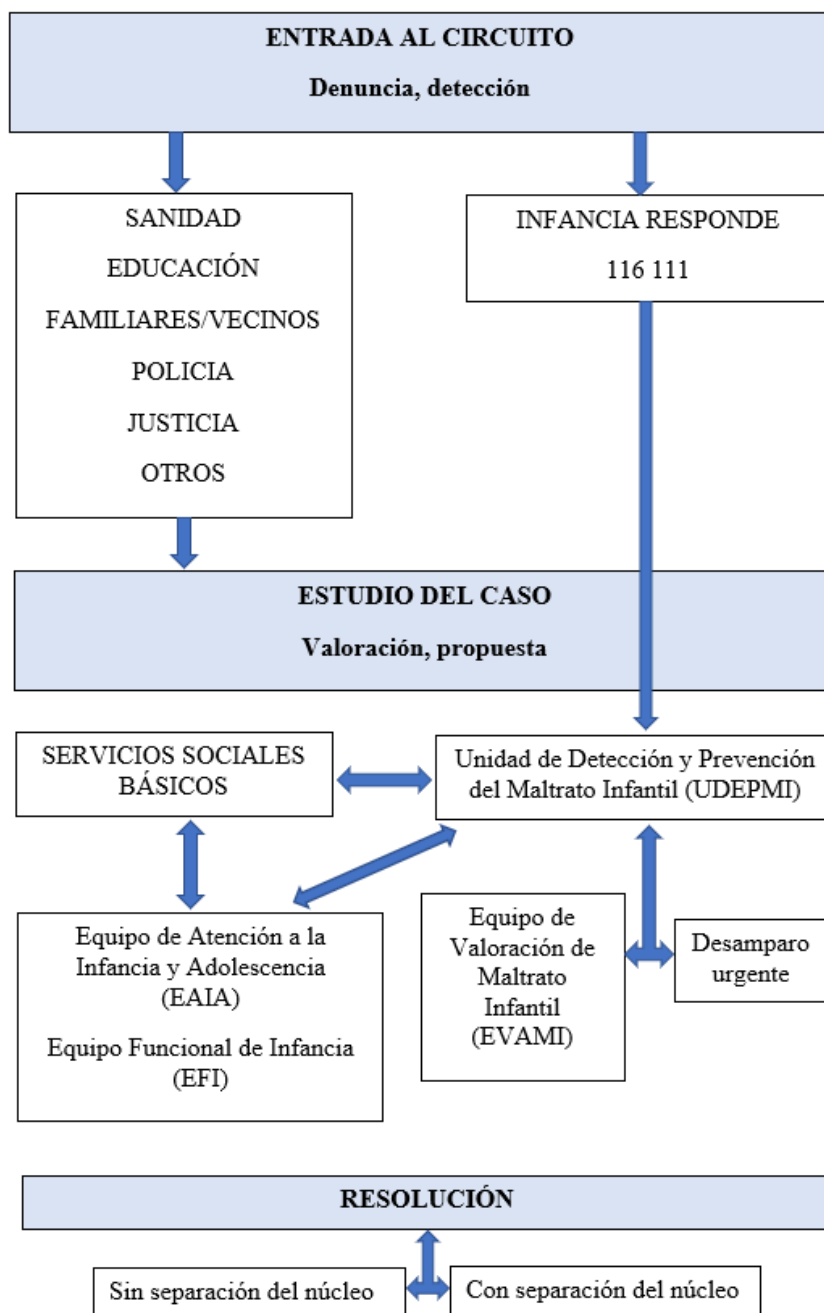 ENTRADA AL CIRCUITO
Denuncia, detección
SANIDAD
EDUCACIÓN
FAMILIARES/VECINOS
POLICIA
JUSTICIA
OTROS
INFANCIA RESPONDE
116 111
ESTUDIO DEL CASO
Valoración, propuesta
SERVICIOS SOCIALES
BÁSICOS
Unidad de Detección y Prevención
del Maltrato Infantil (UDEPMI)
Equipo de Atención a la
Infancia y Adolescencia
(EAIA)
Equipo Funcional de Infancia
(EFI)
Equipo de
Valoración de
Maltrato
Infantil
(EVAMI)
Desamparo
urgente
RESOLUCIÓN
Sin separación del núcleo
Con separación del núcleo